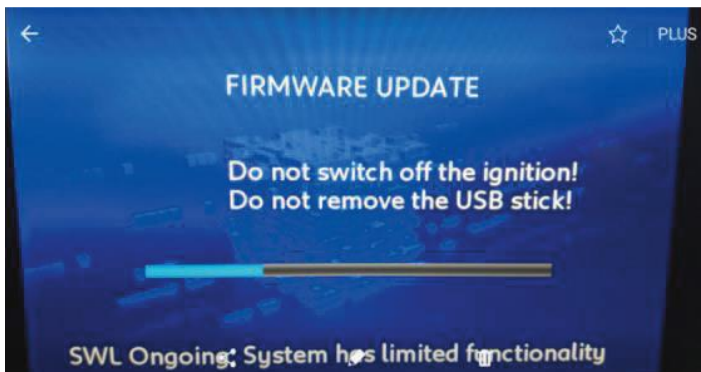 PLUS
FIRMWARE UPDATE
Do not switch off the ignition!
Do not remove the USB stick!
SWL Ongoing: System has limited functionality